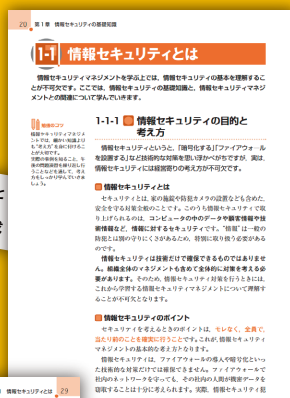 20 第1章 情報セキュリティの基礎知識
1-1 情報セキュリティとは
情報セキュリティマネジメントを学ぶ上では、情報セキュリティの基本を理解するこ
とが不可欠です。ここでは、情報セキュリティの基礎知識と、情報セキュリティマネジ
メントとの関連について学んでいきます。
勉強のコツ
1-1-1 情報セキュリティの目的と
考え方
情報セキュリティというと、「暗号化する」「ファイアウォール
を設置する」など技術的な対策を思い浮かべがちですが、実は、
情報セキュリティには経営寄りの考え方が不可欠です。
情報セキュリティとは
セキュリティとは、家の施錠や防犯カメラの設置なども含めた、
安全を守る対策全般のことです。このうち情報セキュリティで取
り上げられるのは、コンピュータの中のデータや顧客情報や技
術情報など、情報に対するセキュリティです。“情報”は一般の
防犯とは別の守りにくさがあるため、特別に取り扱う必要がある
のです。
情報セキュリティは技術だけで確保できるものではありませ
ん。組織全体のマネジメントも含めて全体的に対策を考える必
要があります。そのため、情報セキュリティ対策を行うときには、
これから学習する情報セキュリティマネジメントについて理解す
ることが不可欠となります。
情報セキュリティのポイント
セキュリティを考えるときのポイントは、モレなく、全員で、
当たり前のことを確実に行うことです。これが、情報セキュリティ
マネジメントの基本的な考え方となります。
情報セキュリティは、ファイアウォールの導入や暗号化といっ
た技術的な対策だけでは確保できません。ファイアウォールで
社内のネットワークを守っても、その社内の人間が機密データを
窃取することは十分に考えられます。実際、情報セキュリティ犯
情報セキュリティとは 29